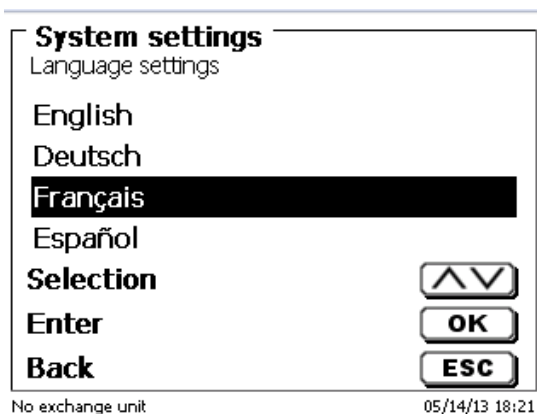 System settings
Language settings
English
Deutsch
Français
Español
Selection
Enter OK
Back ESC
No exchange unit 05/14/13 18:21